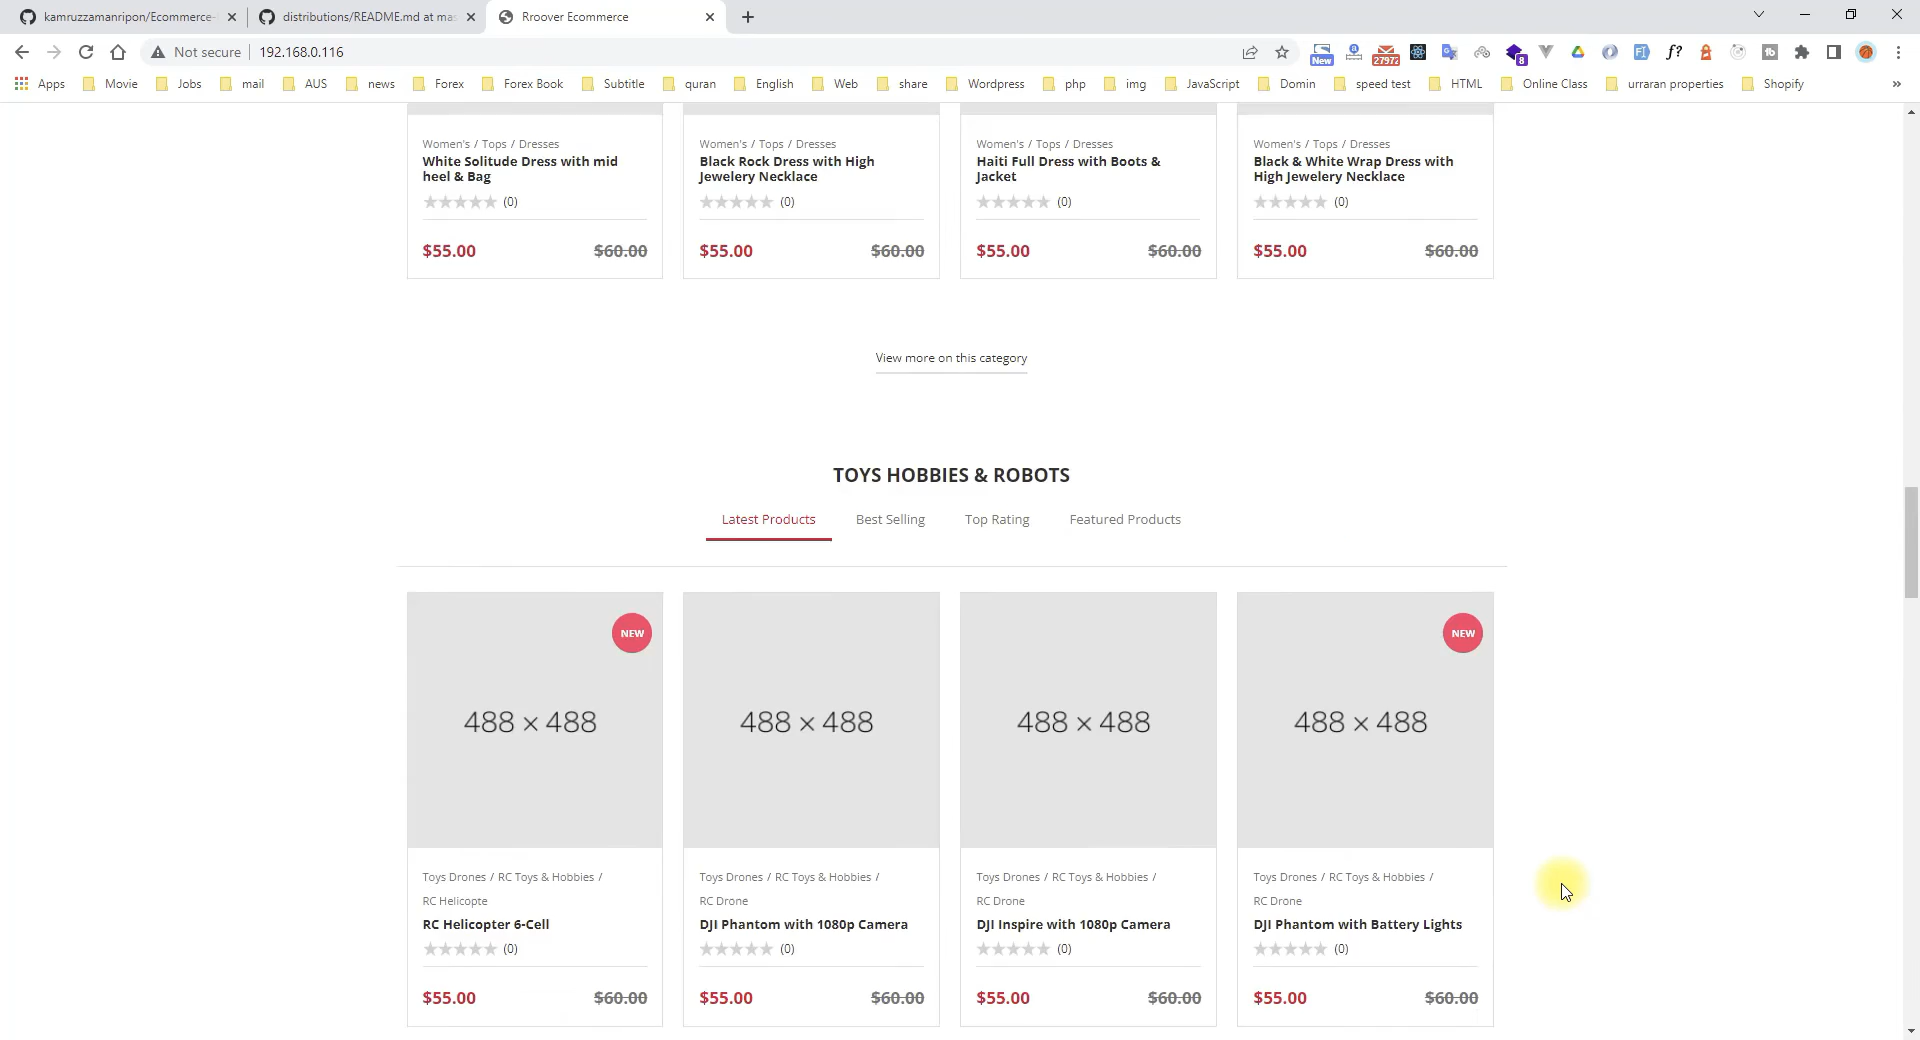 kamruzzamanripon/Ecommerce-
distributions/README.md at mas
Rroover Ecommerce
Not secure
192.168.0.116
New
27972
8
Apps
Movie
Jobs
mail
AUS
news
Forex
Forex Book
Subtitle
quran
English
Web
share
Wordpress
php
img
JavaScript
Domin
speed test
HTML
Online Class
urraran properties
Shopify
»
Women's / Tops / Dresses
White Solitude Dress with mid
heel & Bag
(0)
$55.00
$60.00
Women's / Tops / Dresses
Black Rock Dress with High
Jewelery Necklace
(0)
$55.00
$60.00
Women's / Tops / Dresses
Haiti Full Dress with Boots &
Jacket
(0)
$55.00
$60.00
Women's / Tops / Dresses
Black & White Wrap Dress with
High Jewelery Necklace
(0)
$55.00
$60.00
View more on this category
TOYS HOBBIES & ROBOTS
Latest Products
Best Selling
Top Rating
Featured Products
NEW
488 × 488
Toys Drones / RC Toys & Hobbies /
RC Helicopte
RC Helicopter 6-Cell
(0)
$55.00
$60.00
488 × 488
Toys Drones / RC Toys & Hobbies /
RC Drone
DJI Phantom with 1080p Camera
(0)
$55.00
$60.00
488 × 488
Toys Drones / RC Toys & Hobbies /
RC Drone
DJI Inspire with 1080p Camera
(0)
$55.00
$60.00
NEW
488 × 488
Toys Drones / RC Toys & Hobbies /
RC Drone
DJI Phantom with Battery Lights
(0)
$55.00
$60.00